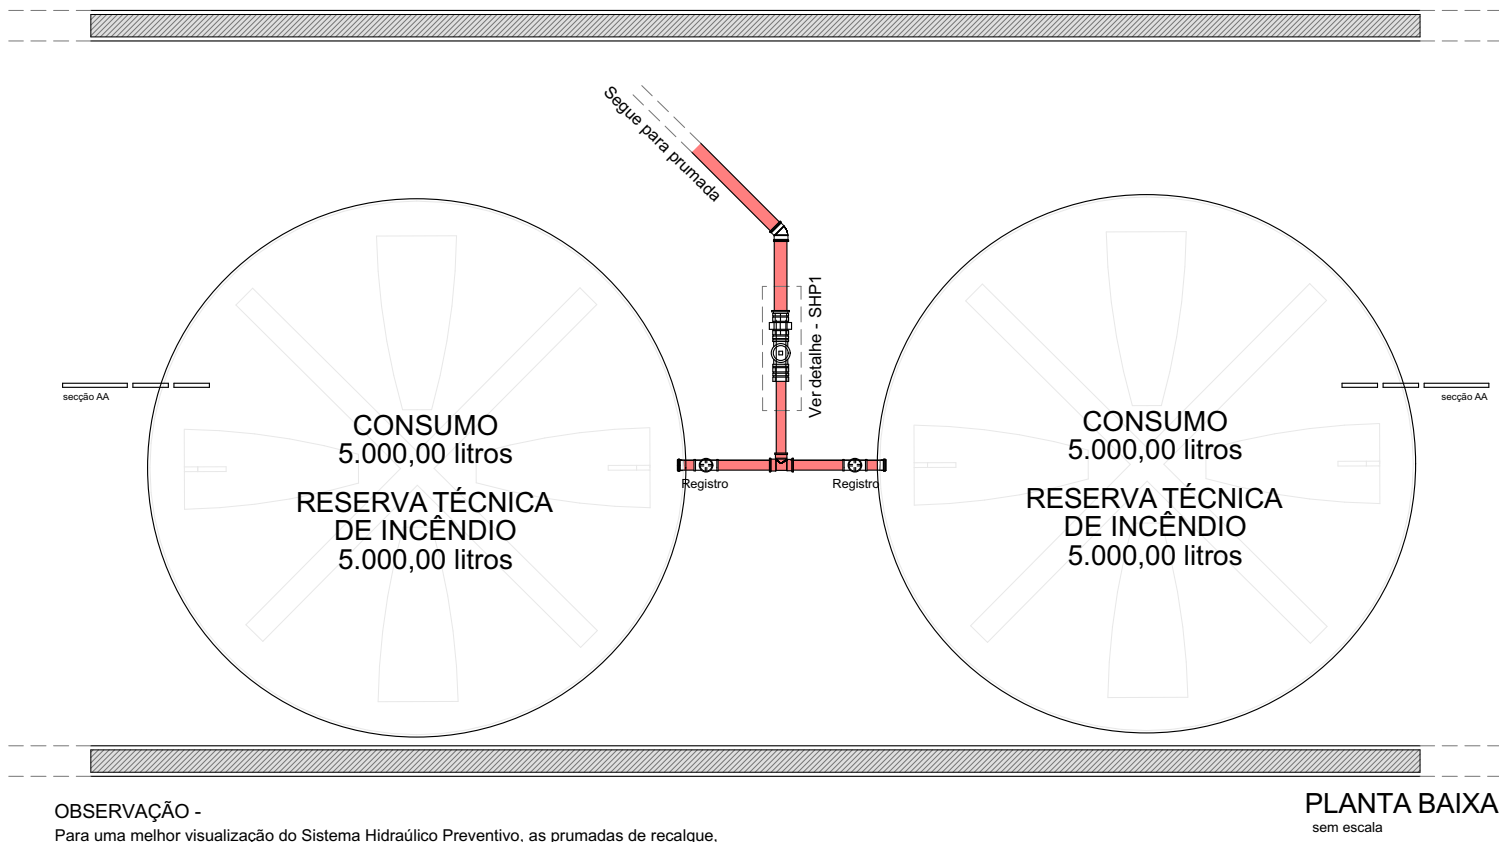 Segue para prumada
Ver detalhe - SHP1
secção AA
secção AA
CONSUMO
5.000,00 litros
RESERVA TÉCNICA
DE INCÊNDIO
5.000,00 litros
CONSUMO
5.000,00 litros
RESERVA TÉCNICA
DE INCÊNDIO
5.000,00 litros
Registro
Registro
PLANTA BAIXA
sem escala
OBSERVAÇÃO -
Para uma melhor visualização do Sistema Hidraúlico Preventivo, as prumadas de recalque,